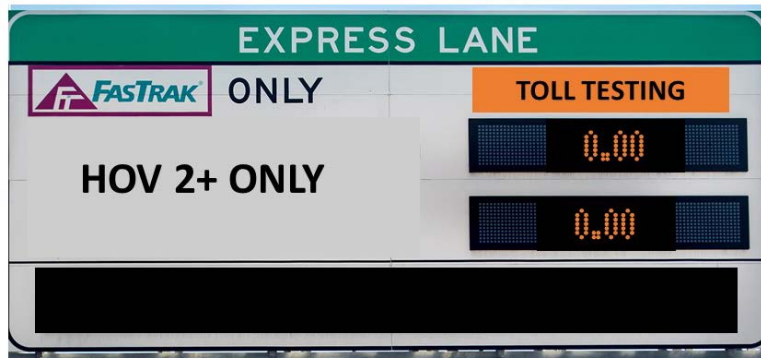 EXPRESS LANE
FASTRAK ONLY
TOLL TESTING
0.00
HOV 2+ ONLY
0.00